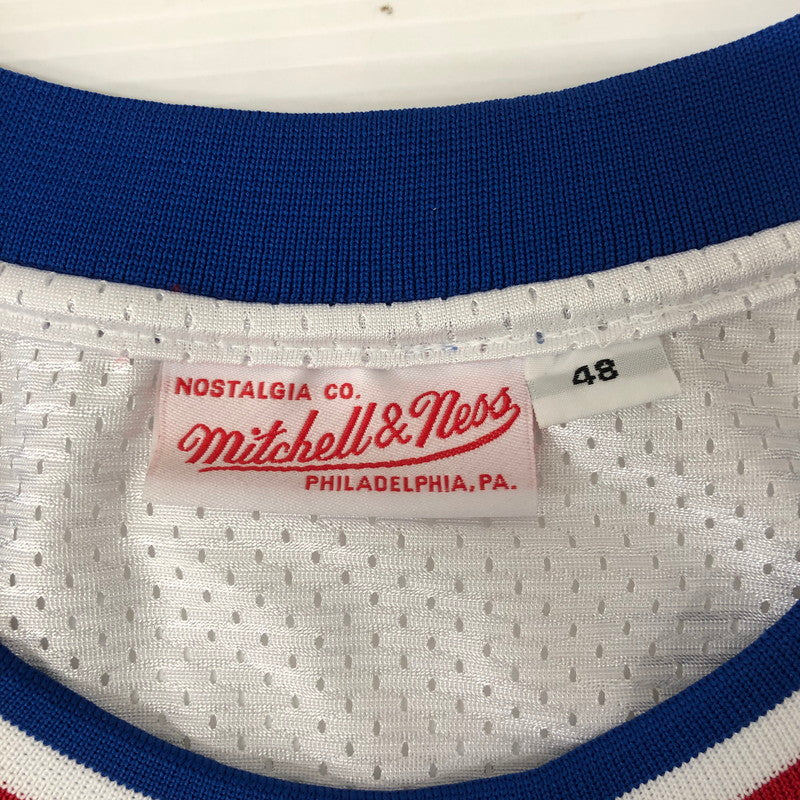 NOSTALGIA CO.
Mitchell & Ness
PHILADELPHIA, PA.
48